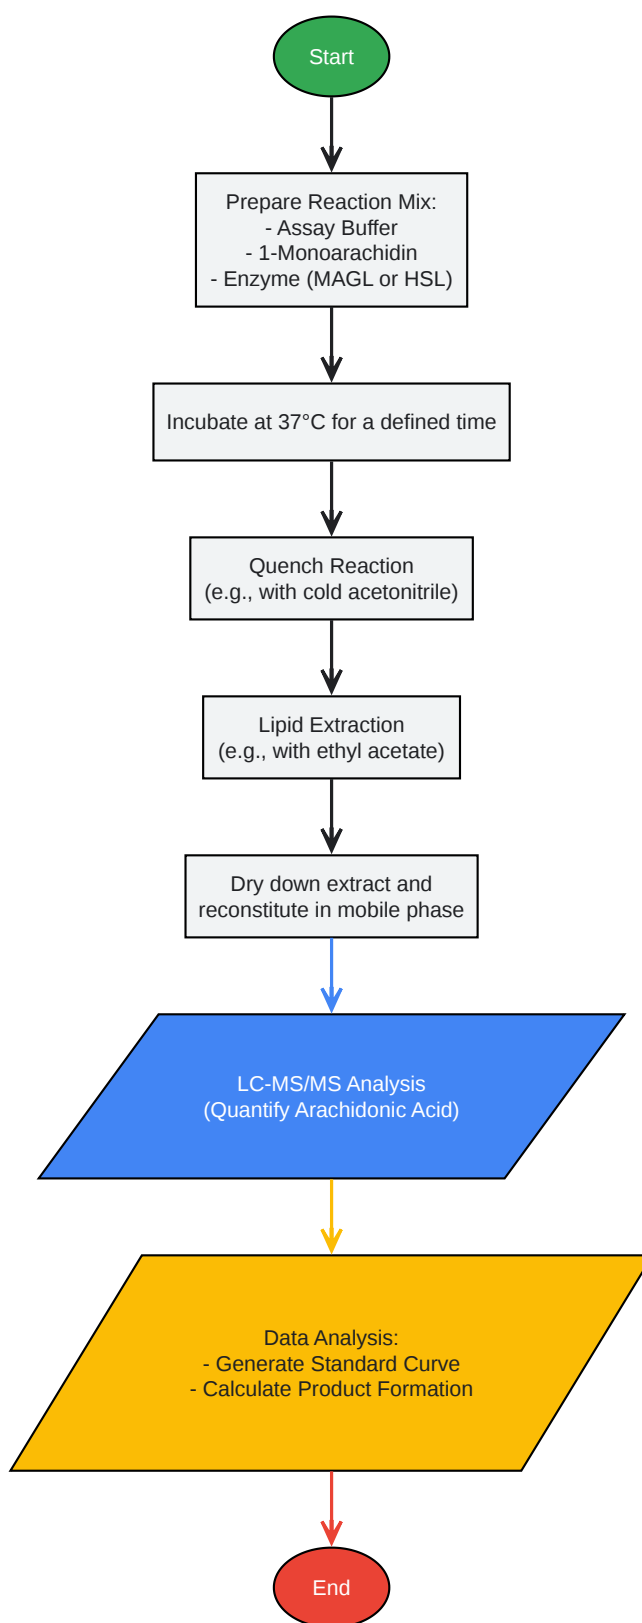 Start
Prepare Reaction Mix:
- Assay Buffer
- 1-Monoarachidin
- Enzyme (MAGL or HSL)
Incubate at 37°C for a defined time
Quench Reaction
(e.g., with cold acetonitrile)
Lipid Extraction
(e.g., with ethyl acetate)
Dry down extract and
reconstitute in mobile phase
LC-MS/MS Analysis
(Quantify Arachidonic Acid)
Data Analysis:
- Generate Standard Curve
- Calculate Product Formation
End